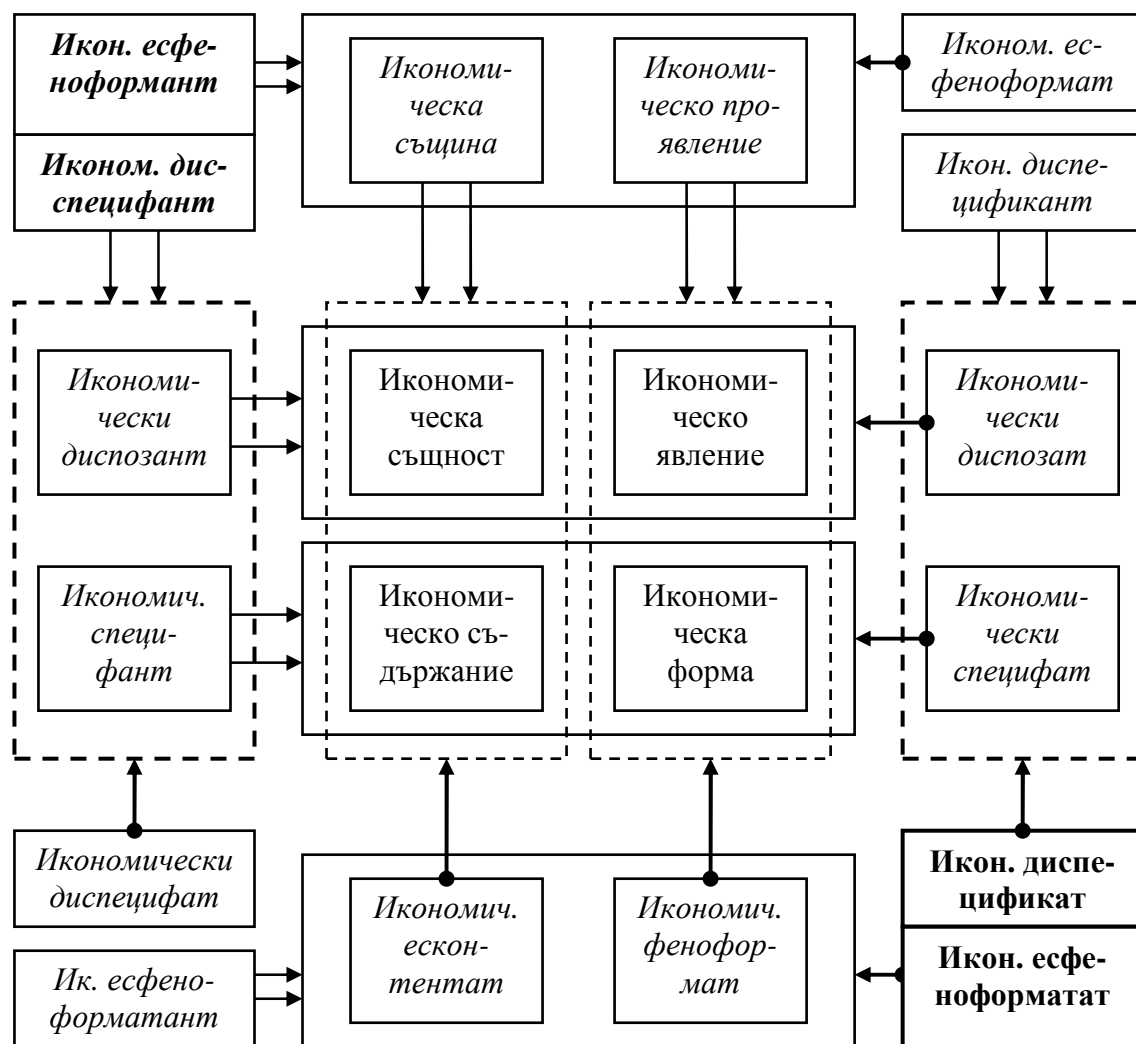 Икон. есфе-
ноформант
Иконом. дис-
специфант
Икономи-
ческа
същина
Икономи-
ческо про-
явление
Иконом. ес-
феноформат
Икон. диспе-
цификант
Икономи-
чески
диспозант
Икономи-
ческа
същност
Икономи-
ческо
явление
Икономи-
чески
диспозат
Икономич.
специ-
фант
Икономи-
ческо съ-
държание
Икономи-
ческа
форма
Икономи-
чески
специфат
Икономически
диспецифат
Икономич.
ескон-
тентат
Икономич.
фенофор-
мат
Икон. диспе-
цификат
Ик. есфено-
форматант
Икон. есфе-
ноформатат